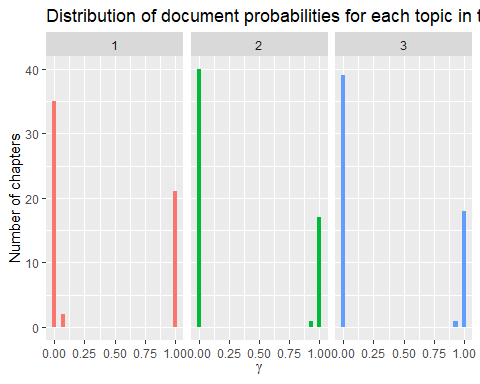 Distribution of document probabilities for each topic in t
1 2 3
40
30
20
10
0
Number of chapters
0.00 0.25 0.50 0.75 1.00 0.00 0.25 0.50 0.75 1.00 0.00 0.25 0.50 0.75 1.00
γ